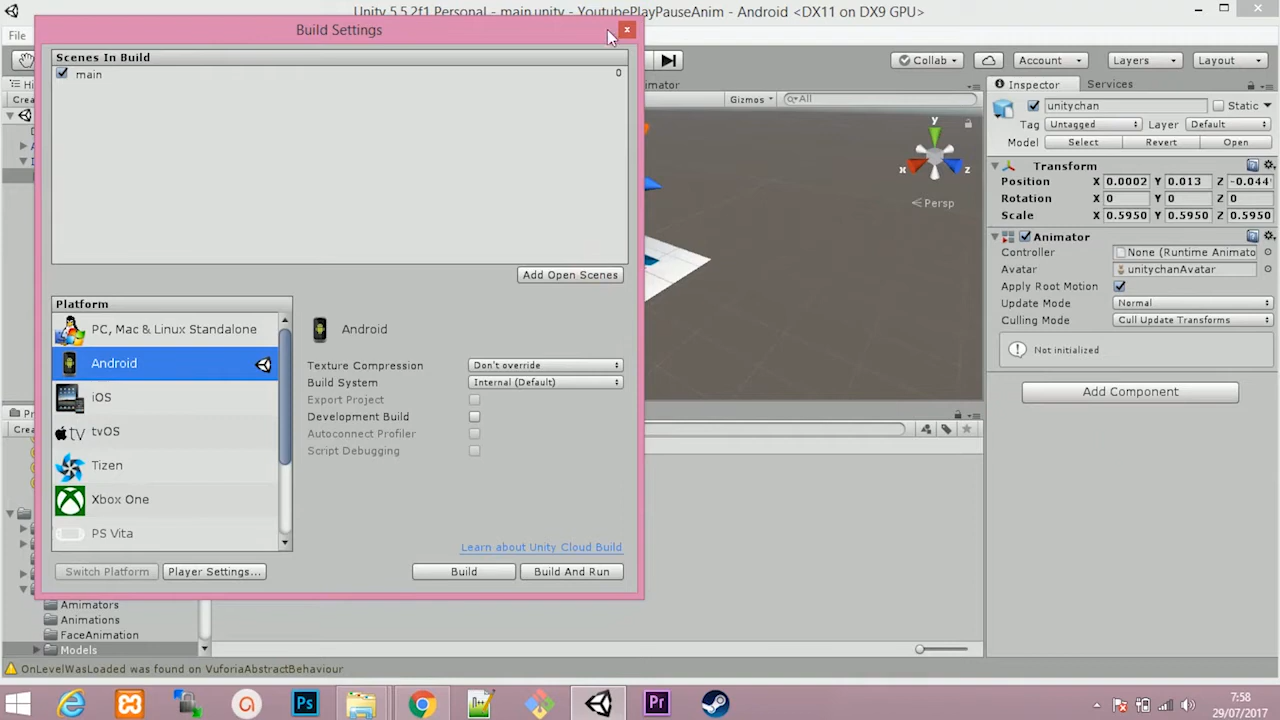 Unity 5.5.2f1 Personal - main.unity - YoutubePlayPauseAnim - Android <DX11 on DX9 GPU>
Build Settings
File
Scenes In Build
main 0
Collab
Account
Layers
Layout
Inspector
Services
Gizmos
All
unitychan
Static
Tag Untagged Layer Default
Model Select Revert Open
Transform
Position X 0.0002 Y 0.013 Z -0.044
Rotation X 0 Y 0 Z 0
Scale X 0.5950 Y 0.5950 Z 0.5950
y
x
z
Persp
Animator
Controller None (Runtime Animato
Avatar unitychanAvatar
Apply Root Motion
Update Mode Normal
Culling Mode Cull Update Transforms
Not initialized
Add Component
Add Open Scenes
Platform
PC, Mac & Linux Standalone
Android
iOS
tvOS
Tizen
Xbox One
PS Vita
Android
Texture Compression Don't override
Build System Internal (Default)
Export Project
Development Build
Autoconnect Profiler
Script Debugging
Learn about Unity Cloud Build
Switch Platform
Player Settings...
Build
Build And Run
Amimators
Animations
FaceAnimation
Models
OnLevelWasLoaded was found on VuforiaAbstractBehaviour
Ps
Pr
7:58
29/07/2017